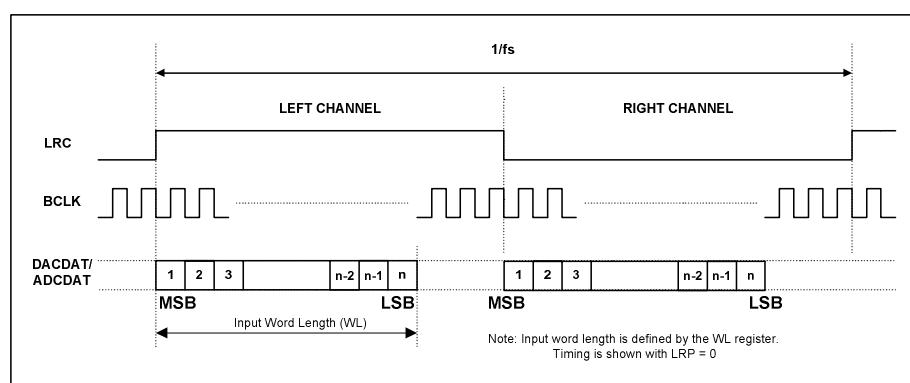 1/fs
LEFT CHANNEL RIGHT CHANNEL
LRC
BCLK
DACDAT/
ADCDAT
1 2 3 n-2 n-1 n 1 2 3 n-2 n-1 n
MSB LSB MSB LSB
Input Word Length (WL)
Note: Input word length is defined by the WL register.
Timing is shown with LRP = 0